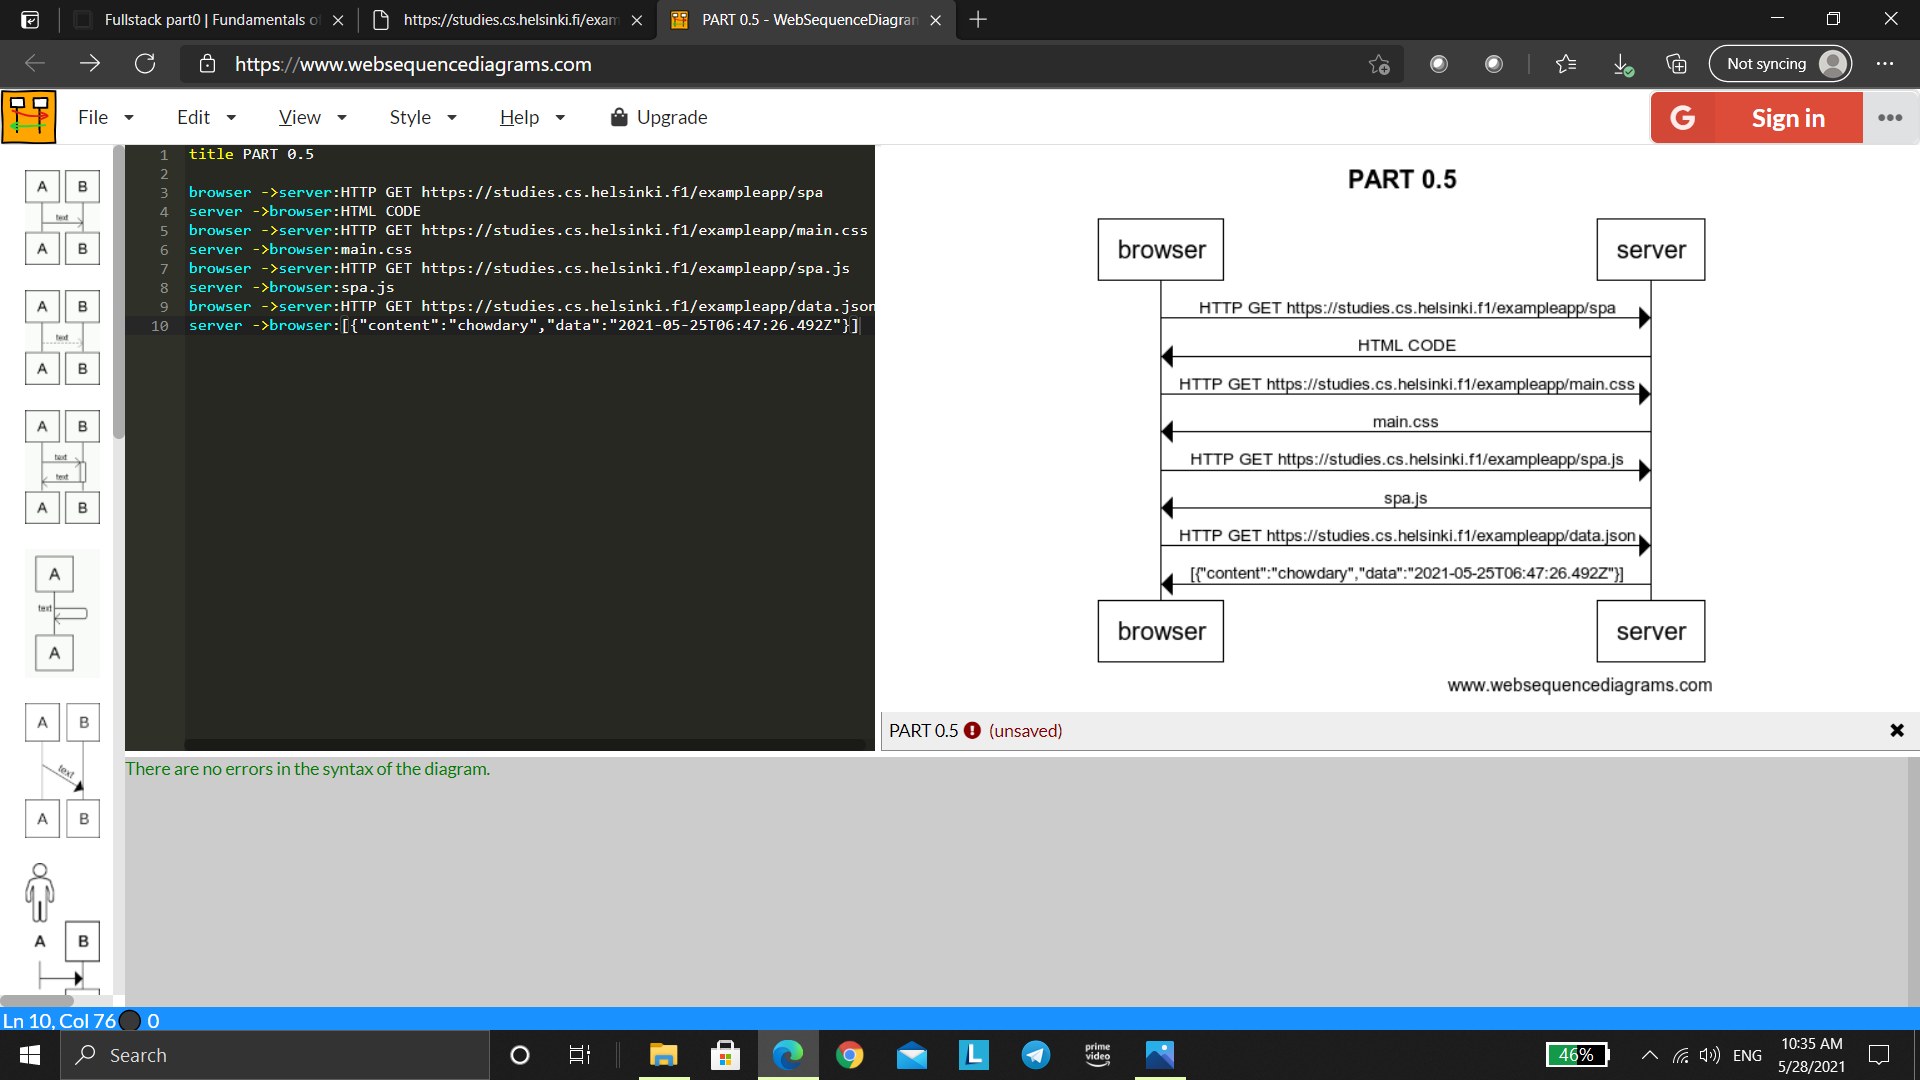 Fullstack part0 | Fundamentals o
https://studies.cs.helsinki.fi/exam
PART 0.5 - WebSequenceDiagram
https://www.websequencediagrams.com
Not syncing
File
Edit
View
Style
Help
Upgrade
G
Sign in
1 title PART 0.5
2
3 browser ->server:HTTP GET https://studies.cs.helsinki.f1/exampleapp/spa
4 server ->browser:HTML CODE
5 browser ->server:HTTP GET https://studies.cs.helsinki.f1/exampleapp/main.css
6 server ->browser:main.css
7 browser ->server:HTTP GET https://studies.cs.helsinki.f1/exampleapp/spa.js
8 server ->browser:spa.js
9 browser ->server:HTTP GET https://studies.cs.helsinki.f1/exampleapp/data.json
10 server ->browser:[{"content":"chowdary","data":"2021-05-25T06:47:26.492Z"}]
A B
text
A B
A B
text
A B
A B
text
text
A B
A
text
A
A B
text
A B
A B
PART 0.5
browser server
HTTP GET https://studies.cs.helsinki.f1/exampleapp/spa
HTML CODE
HTTP GET https://studies.cs.helsinki.f1/exampleapp/main.css
main.css
HTTP GET https://studies.cs.helsinki.f1/exampleapp/spa.js
spa.js
HTTP GET https://studies.cs.helsinki.f1/exampleapp/data.json
[{"content":"chowdary","data":"2021-05-25T06:47:26.492Z"}]
browser server
www.websequencediagrams.com
PART 0.5 (unsaved)
There are no errors in the syntax of the diagram.
Ln 10, Col 76 0
Search
L
prime
video
46%
ENG
10:35 AM
5/28/2021